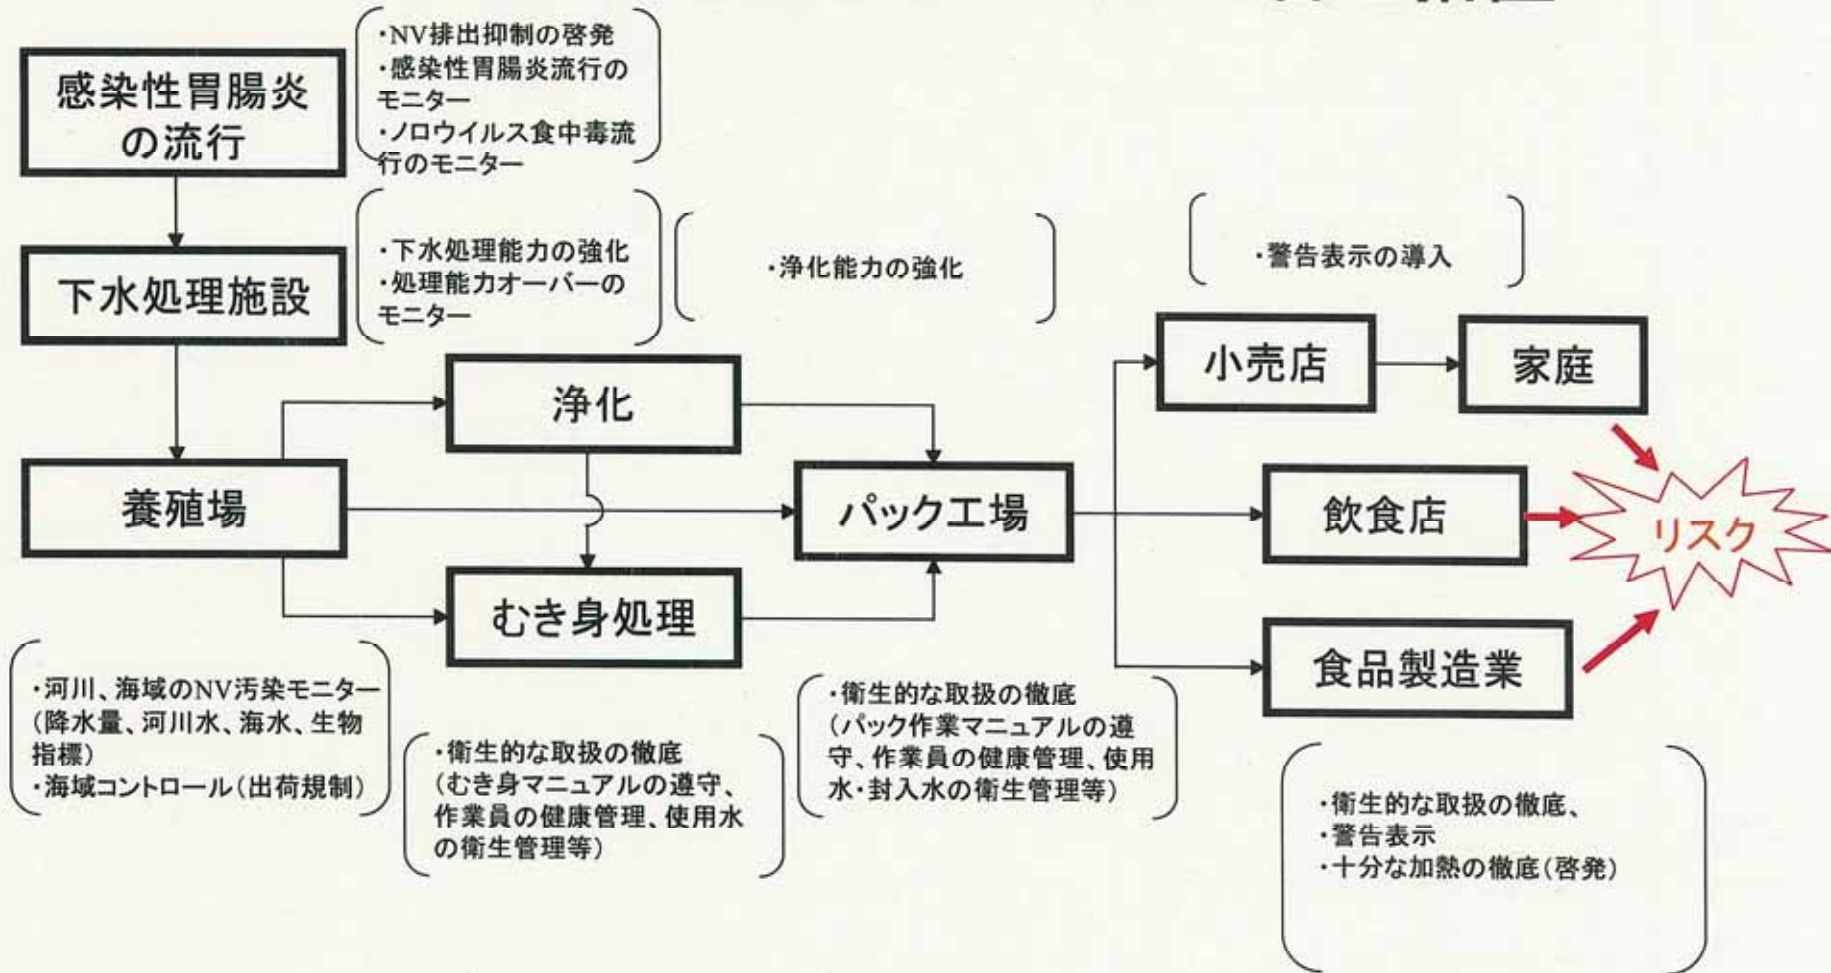 感染性胃腸炎
の流行
・NV排出抑制の啓発
・感染性胃腸炎流行の
モニター
・ノロウイルス食中毒流
行のモニター
下水処理施設
・下水処理能力の強化
・処理能力オーバーの
モニター
・浄化能力の強化
・警告表示の導入
小売店
家庭
浄化
養殖場
パック工場
飲食店
リスク
むき身処理
食品製造業
・河川、海域のNV汚染モニター
(降水量、河川水、海水、生物
指標)
・海域コントロール(出荷規制)
・衛生的な取扱の徹底
(むき身マニュアルの遵守、
作業員の健康管理、使用水
の衛生管理等)
・衛生的な取扱の徹底
(パック作業マニュアルの遵
守、作業員の健康管理、使用
水・封入水の衛生管理等)
・衛生的な取扱の徹底、
・警告表示
・十分な加熱の徹底(啓発)